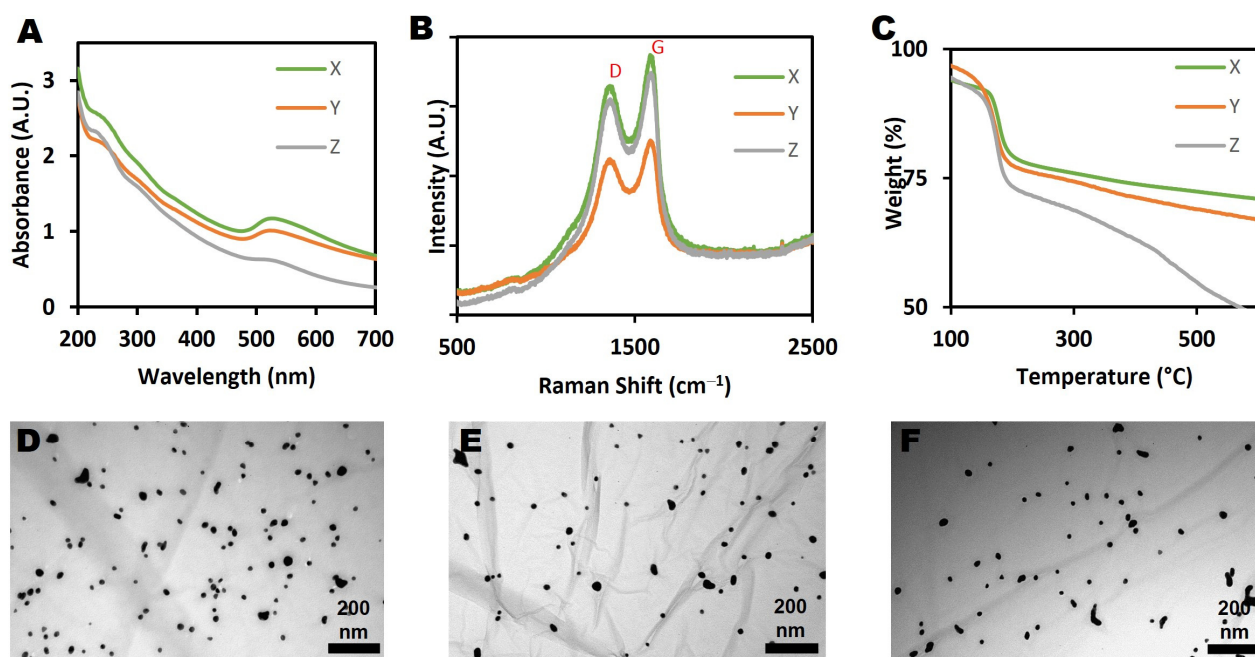 A
Absorbance (A.U.)
3
2
1
0
200 300 400 500 600 700
Wavelength (nm)
X
Y
Z
B
Intensity (A.U.)
D
G
X
Y
Z
500 1500 2500
Raman Shift (cm⁻¹)
C
Weight (%)
100
75
50
100 300 500
Temperature (°C)
X
Y
Z
D
200
nm
E
200
nm
F
200
nm